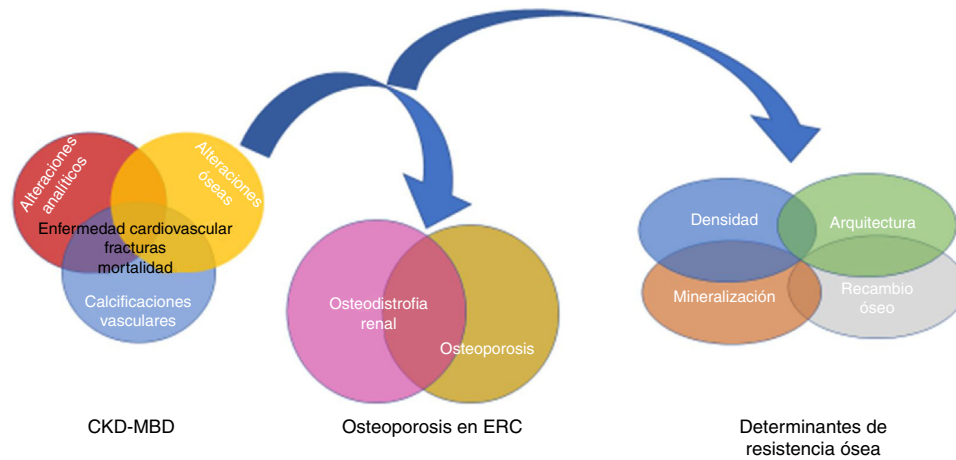 Alteraciones
analíticos
Alteraciones
óseas
Enfermedad cardiovascular
fracturas
mortalidad
Calcificaciones
vasculares
CKD-MBD
Osteodistrofia
renal
Osteoporosis
Osteoporosis en ERC
Densidad
Arquitectura
Mineralización
Recambio
óseo
Determinantes de
resistencia ósea